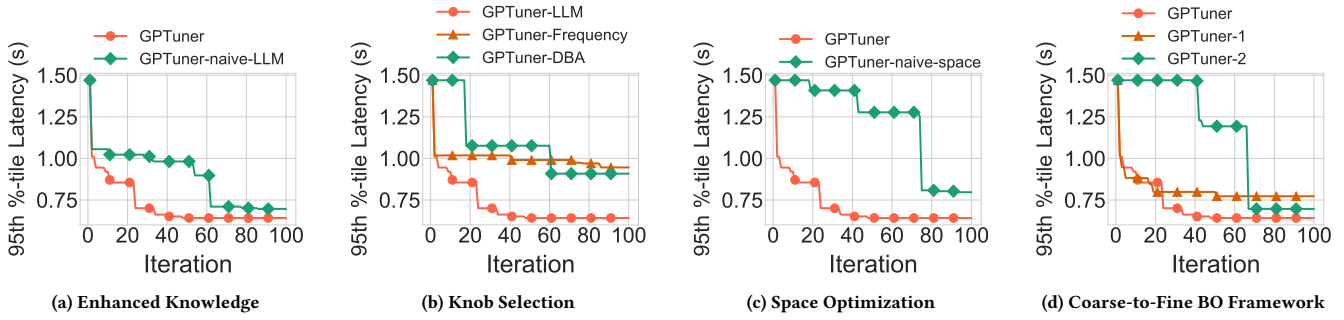 GPTuner
GPTuner-naive-LLM
95th %-tile Latency (s)
1.50
1.25
1.00
0.75
0 20 40 60 80 100
Iteration
(a) Enhanced Knowledge
GPTuner-LLM
GPTuner-Frequency
GPTuner-DBA
95th %-tile Latency (s)
1.50
1.25
1.00
0.75
0 20 40 60 80 100
Iteration
(b) Knob Selection
GPTuner
GPTuner-naive-space
95th %-tile Latency (s)
1.50
1.25
1.00
0.75
0 20 40 60 80 100
Iteration
(c) Space Optimization
GPTuner
GPTuner-1
GPTuner-2
95th %-tile Latency (s)
1.50
1.25
1.00
0.75
0 20 40 60 80 100
Iteration
(d) Coarse-to-Fine BO Framework